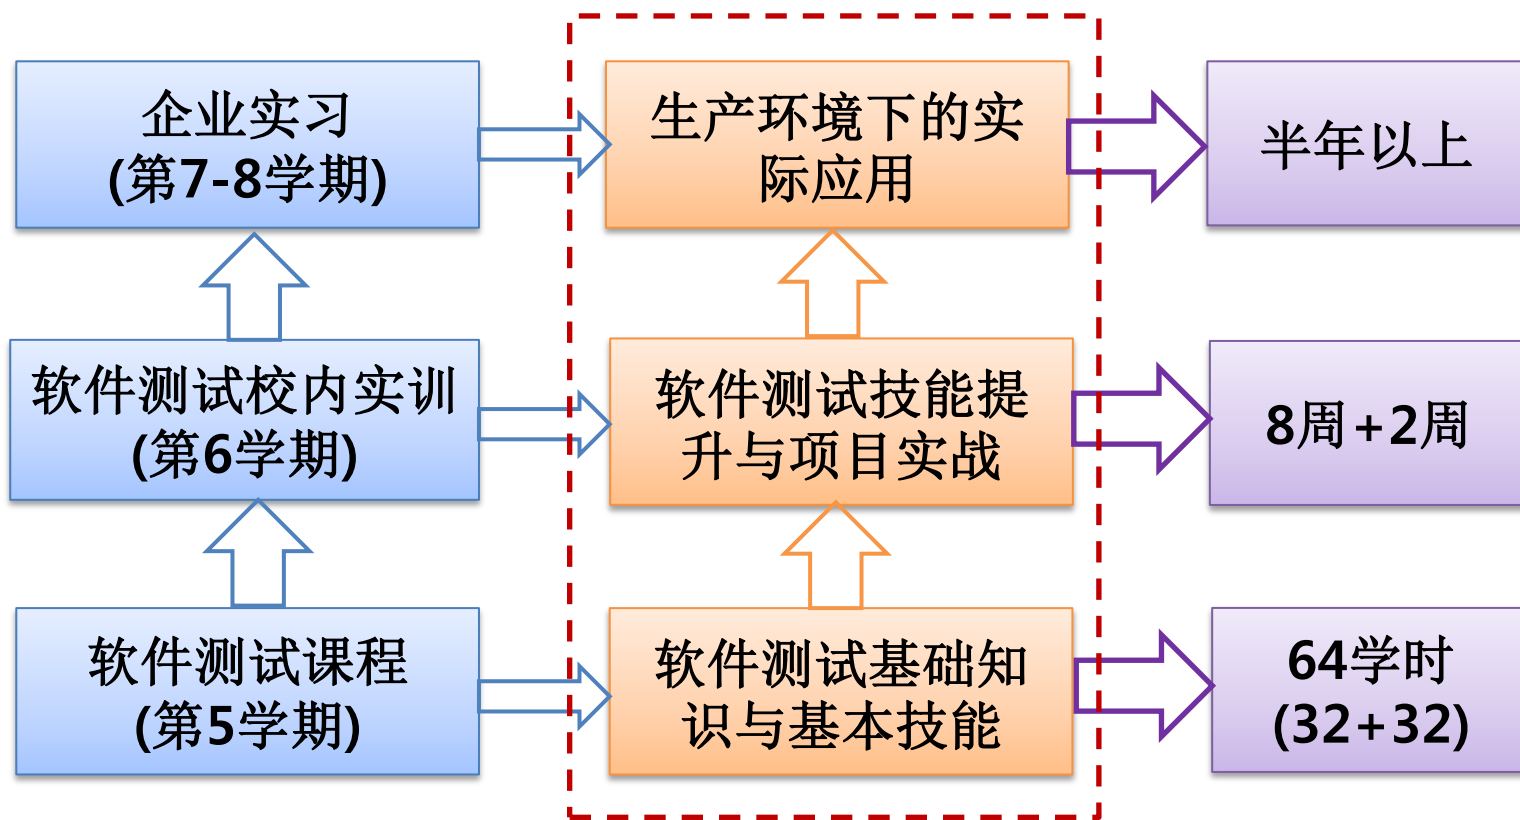 企业实习
(第7-8学期)
生产环境下的实
际应用
半年以上
软件测试校内实训
(第6学期)
软件测试技能提
升与项目实战
8周+2周
软件测试课程
(第5学期)
软件测试基础知
识与基本技能
64学时
(32+32)